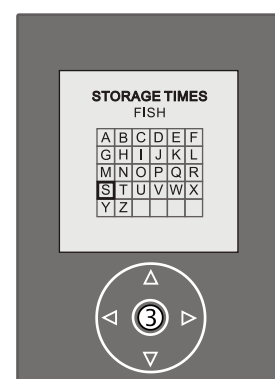 STORAGE TIMES
FISH
A B C D E F
G H I J K L
M N O P Q R
S T U V W X
Y Z
3